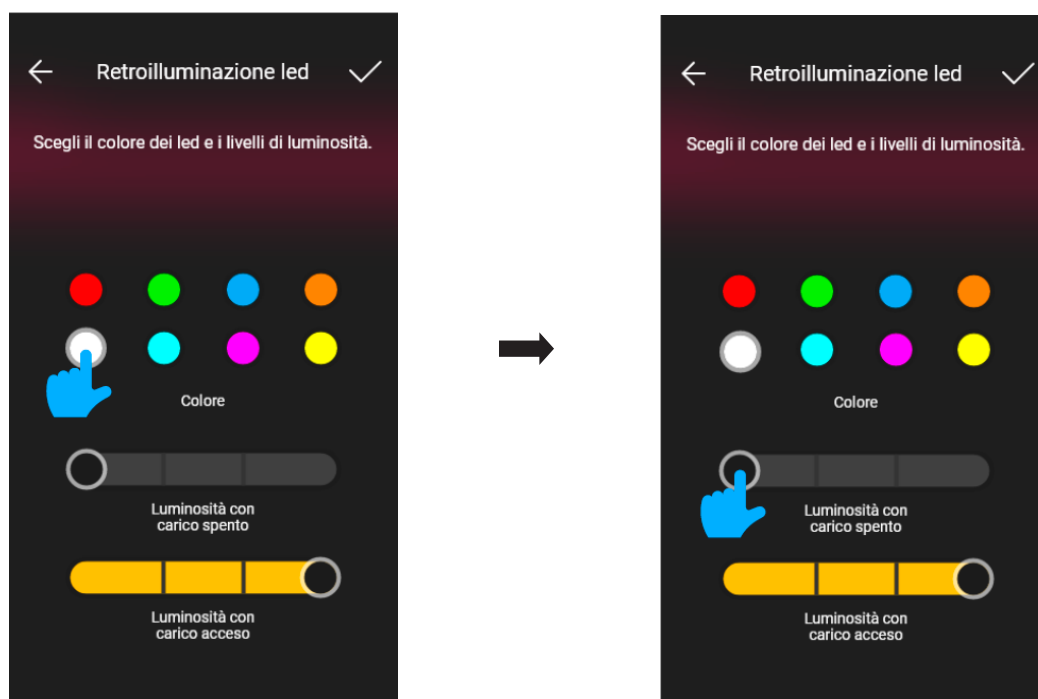 Retroilluminazione led
Scegli il colore dei led e i livelli di luminosità.
Colore
Luminosità con
carico spento
Luminosità con
carico acceso
Retroilluminazione led
Scegli il colore dei led e i livelli di luminosità.
Colore
Luminosità con
carico spento
Luminosità con
carico acceso